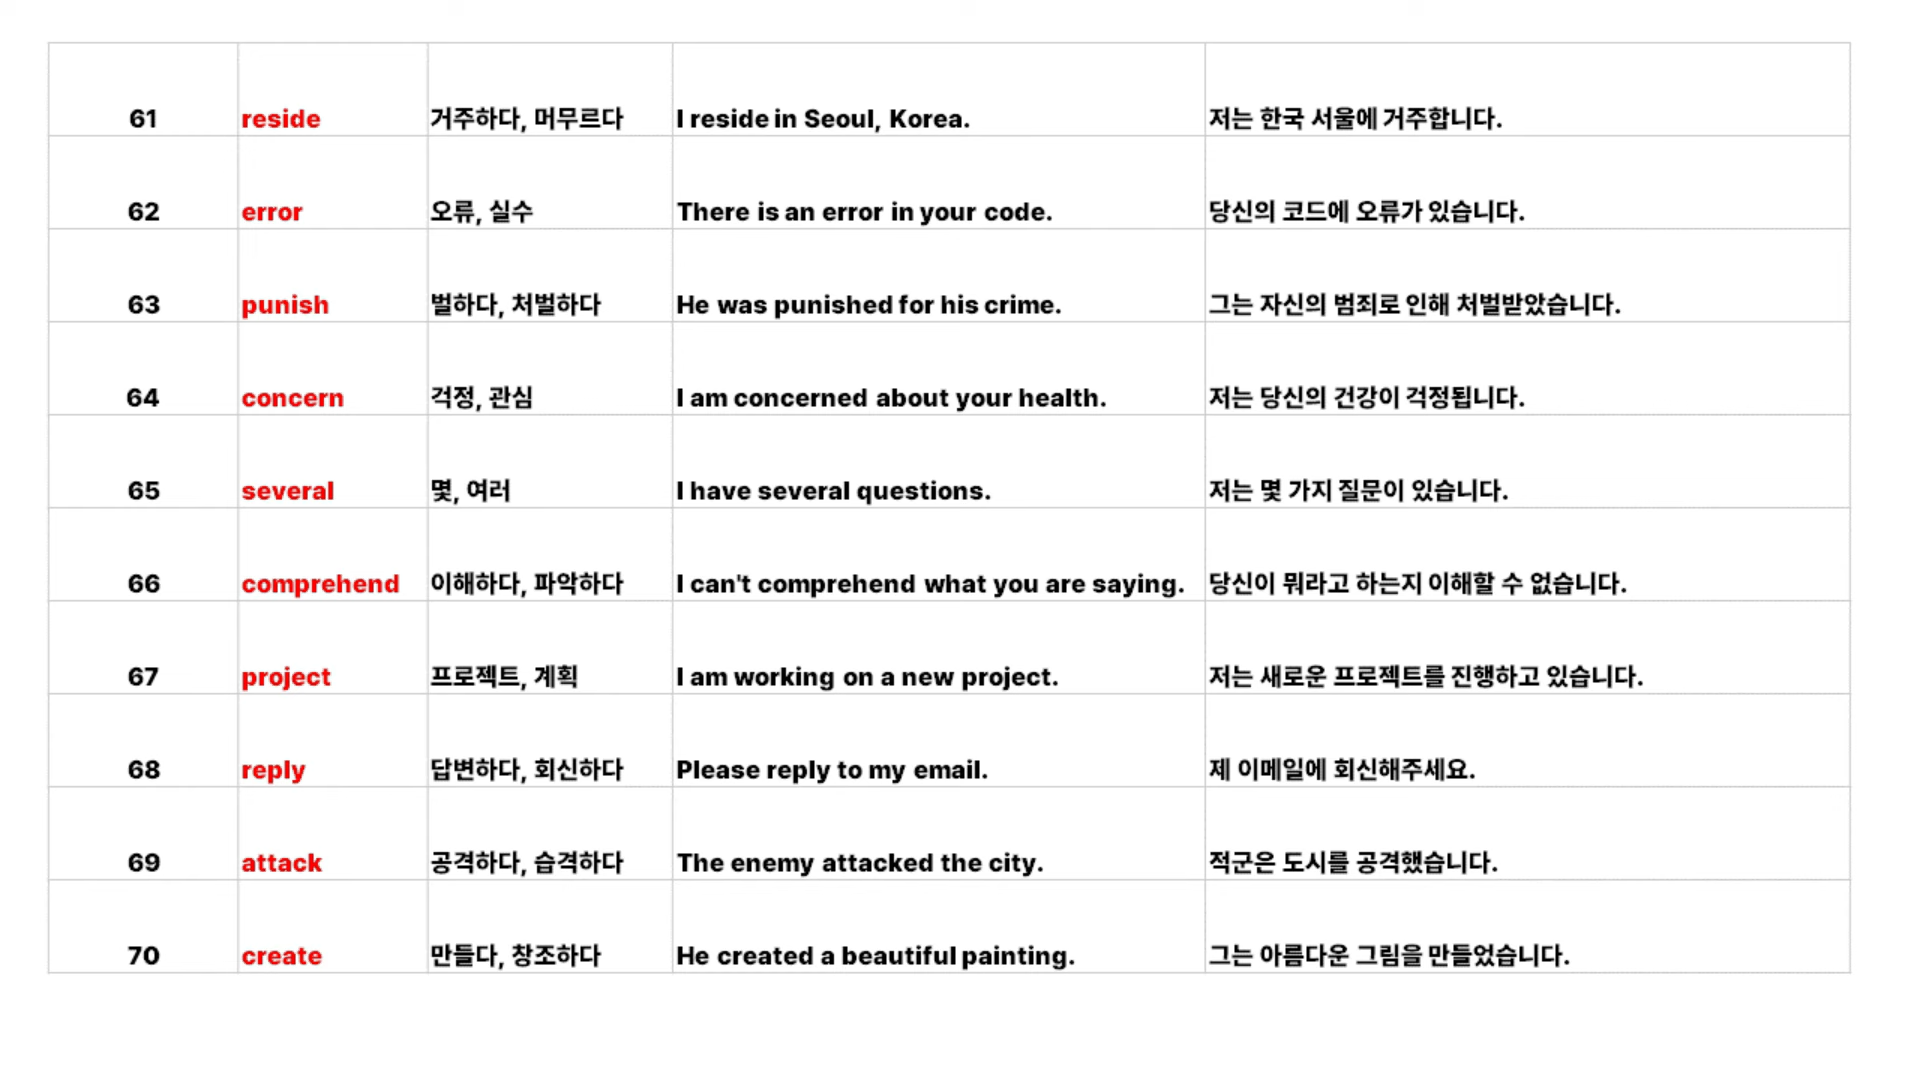 61 reside 거주하다, 머무르다 I reside in Seoul, Korea. 저는 한국 서울에 거주합니다.
62 error 오류, 실수 There is an error in your code. 당신의 코드에 오류가 있습니다.
63 punish 벌하다, 처벌하다 He was punished for his crime. 그는 자신의 범죄로 인해 처벌받았습니다.
64 concern 걱정, 관심 I am concerned about your health. 저는 당신의 건강이 걱정됩니다.
65 several 몇, 여러 I have several questions. 저는 몇 가지 질문이 있습니다.
66 comprehend 이해하다, 파악하다 I can't comprehend what you are saying. 당신이 뭐라고 하는지 이해할 수 없습니다.
67 project 프로젝트, 계획 I am working on a new project. 저는 새로운 프로젝트를 진행하고 있습니다.
68 reply 답변하다, 회신하다 Please reply to my email. 제 이메일에 회신해주세요.
69 attack 공격하다, 습격하다 The enemy attacked the city. 적군은 도시를 공격했습니다.
70 create 만들다, 창조하다 He created a beautiful painting. 그는 아름다운 그림을 만들었습니다.